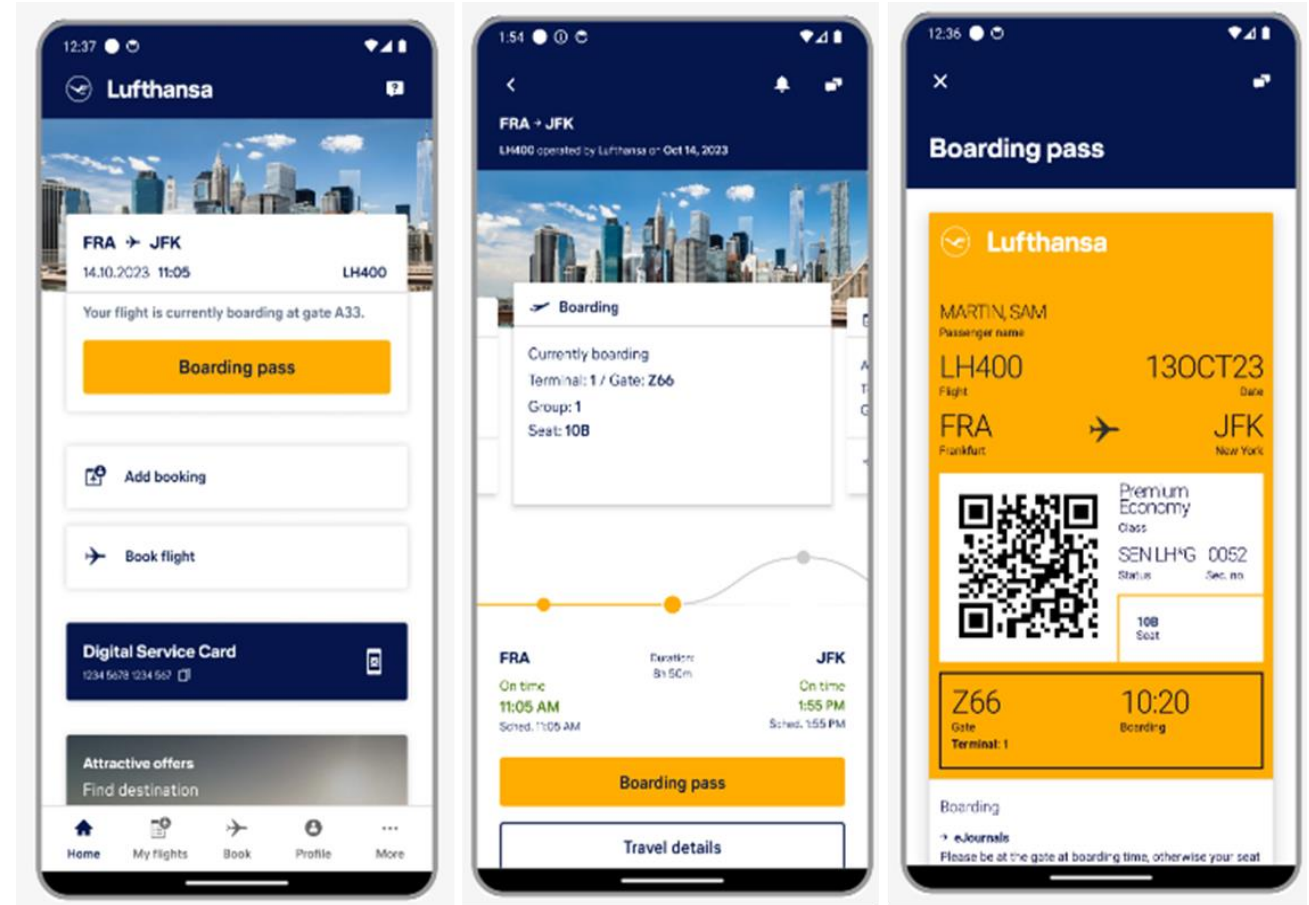 12:37
Lufthansa
FRA ✈ JFK
14.10.2023 11:05 LH400
Your flight is currently boarding at gate A33.
Boarding pass
Add booking
Book flight
Digital Service Card
1234 5678 1234 567
Attractive offers
Find destination
Home My flights Book Profile More
1:54
FRA → JFK
LH400 operated by Lufthansa on Oct 14, 2023
Boarding
Currently boarding
Terminal: 1 / Gate: Z66
Group: 1
Seat: 10B
FRA Duration: JFK
8h 50m
On time On time
11:05 AM 1:55 PM
Sched. 11:05 AM Sched. 1:55 PM
Boarding pass
Travel details
12:36
Boarding pass
Lufthansa
MARTIN, SAM
Passenger name
LH400 13OCT23
Flight Date
FRA JFK
Frankfurt New York
Premium
Economy
Class
SEN LH*G 0052
Status Sec. no
10B
Seat
Z66 10:20
Gate Boarding
Terminal: 1
Boarding
→ eJournals
Please be at the gate at boarding time, otherwise your seat